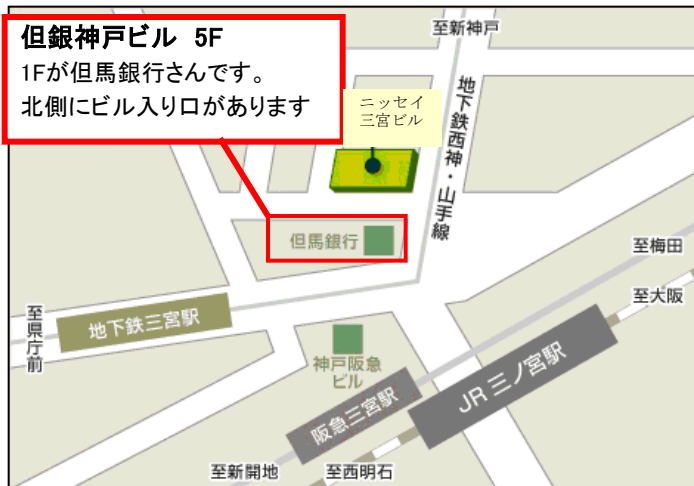 但銀神戸ビル 5F
1Fが但馬銀行さんです。
北側にビル入り口があります
至新神戸
ニッセイ
三宮ビル
地下鉄西神・山手線
但馬銀行
至梅田
至大阪
至県庁前
地下鉄三宮駅
神戸阪急
ビル
JR三ノ宮駅
阪急三宮駅
至新開地
至西明石